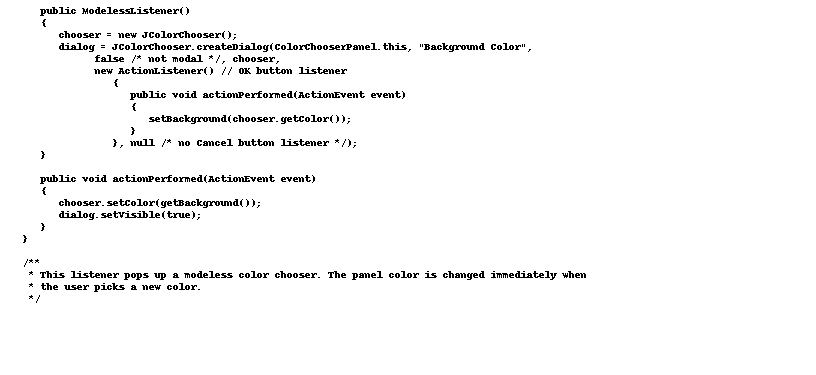 public ModelessListener()
{
chooser = new JColorChooser();
dialog = JColorChooser.createDialog(ColorChooserPanel.this, "Background Color",
false /* not modal */, chooser,
new ActionListener() // OK button listener
{
public void actionPerformed(ActionEvent event)
{
setBackground(chooser.getColor());
}
}, null /* no Cancel button listener */);
}
public void actionPerformed(ActionEvent event)
{
chooser.setColor(getBackground());
dialog.setVisible(true);
}
}
/**
* This listener pops up a modeless color chooser. The panel color is changed immediately when
* the user picks a new color.
*/